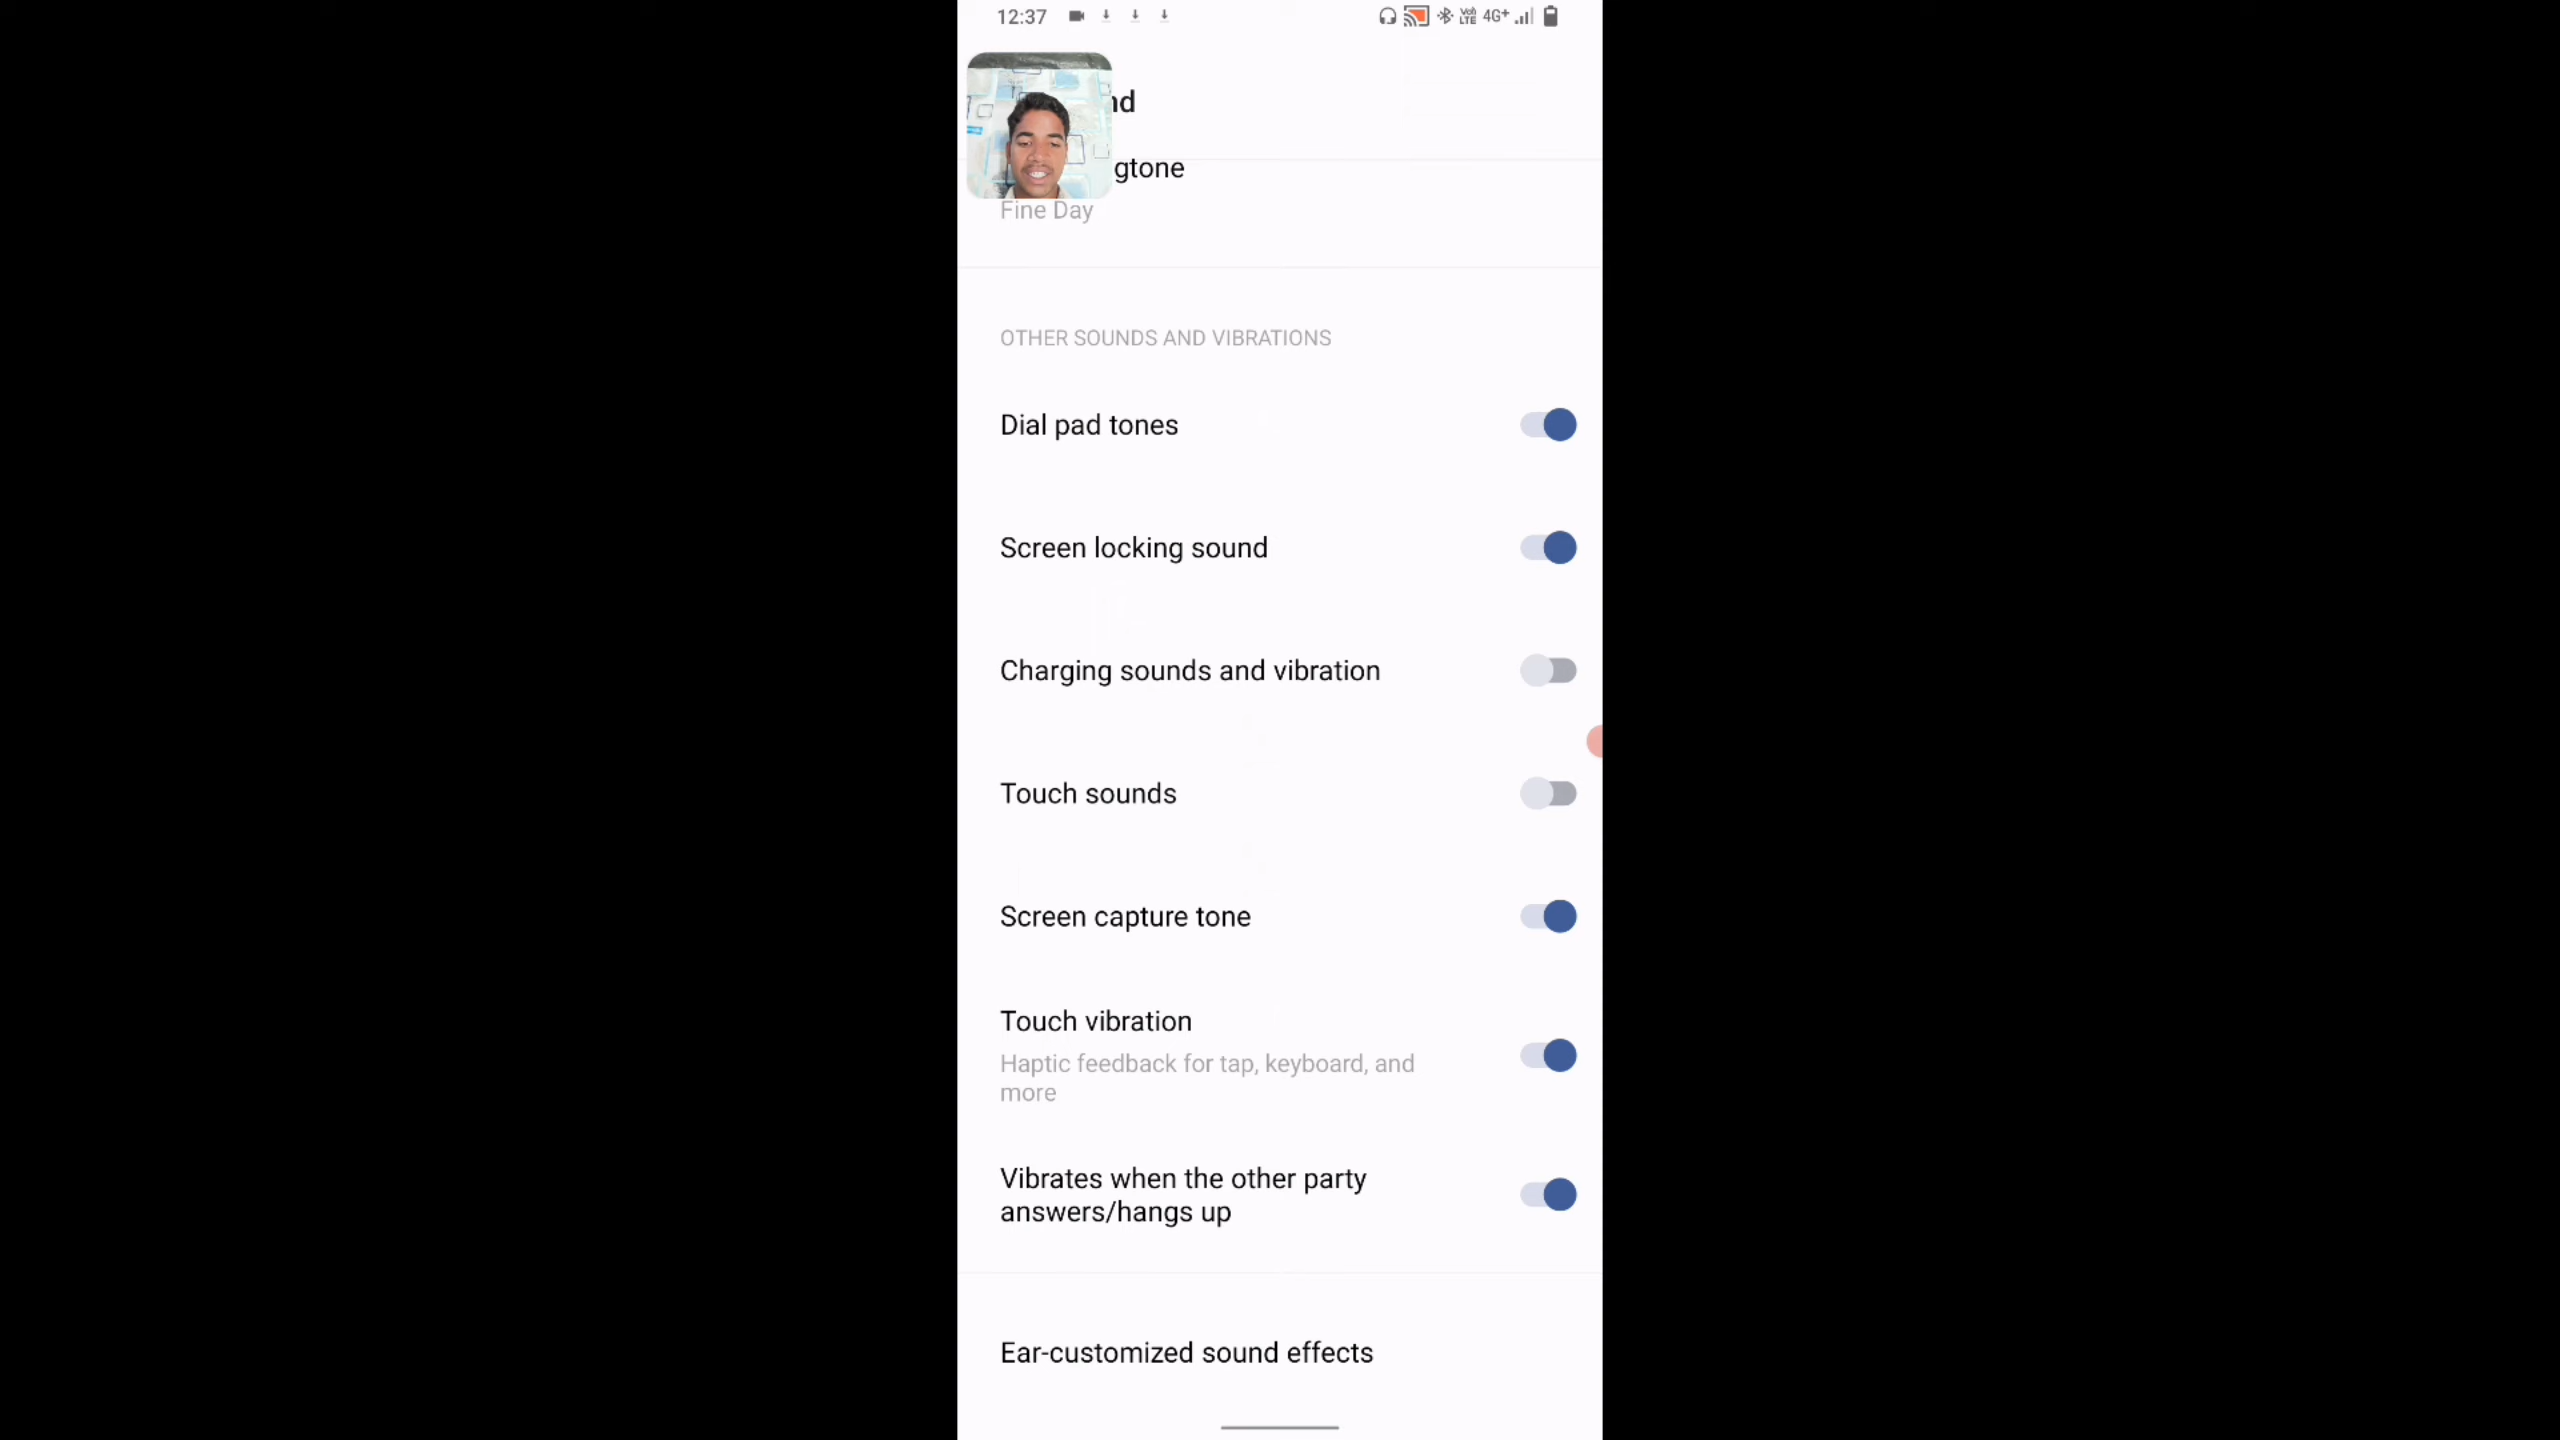 12:37
4G+
nd
gtone
Fine Day
OTHER SOUNDS AND VIBRATIONS
Dial pad tones
Screen locking sound
Charging sounds and vibration
Touch sounds
Screen capture tone
Touch vibration
Haptic feedback for tap, keyboard, and
more
Vibrates when the other party
answers/hangs up
Ear-customized sound effects